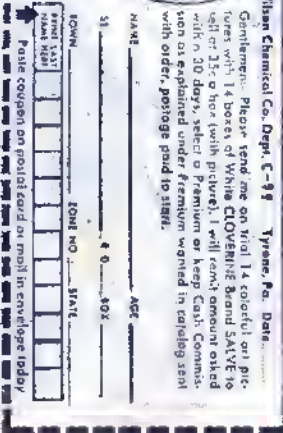 Wilson Chemical Co., Dept. C-99 Tyrone, Pa. Date
Gentlemen:- Please send me on trial 14 colorful art pic-
tures with 14 boxes of White CLOVERINE Brand SALVE to
sell at 35c a box (with picture). I will remit amount asked
within 30 days select a Premium or keep Cash Commis-
sion as explained under Premium wanted in catalog sent
with order, postage paid to start.
NAME AGE
ST. R.D. BOX
TOWN ZONE NO. STATE
PRINT LAST
NAME HERE
Paste coupon on postal card or mail in envelope today